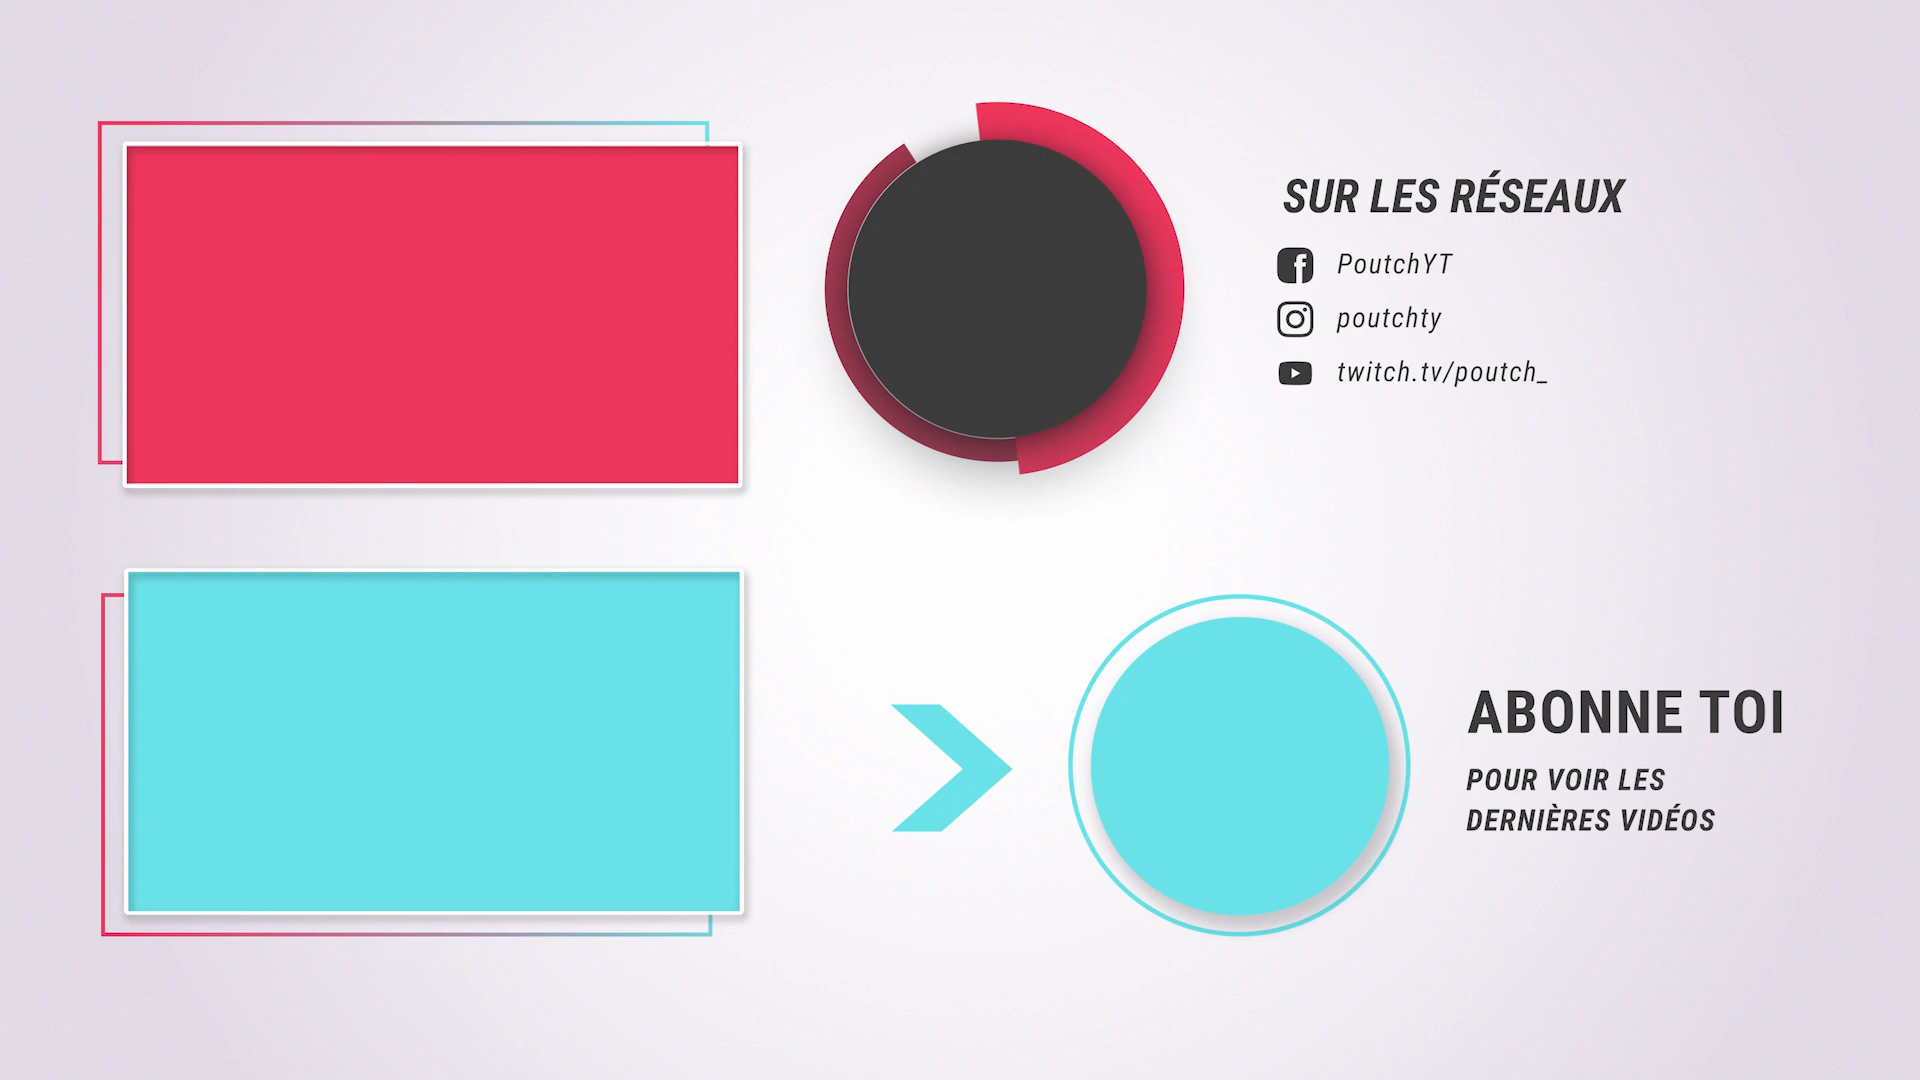 SUR LES RÉSEAUX
PoutchYT
poutchty
twitch.tv/poutch_
ABONNE TOI
POUR VOIR LES
DERNIÈRES VIDÉOS